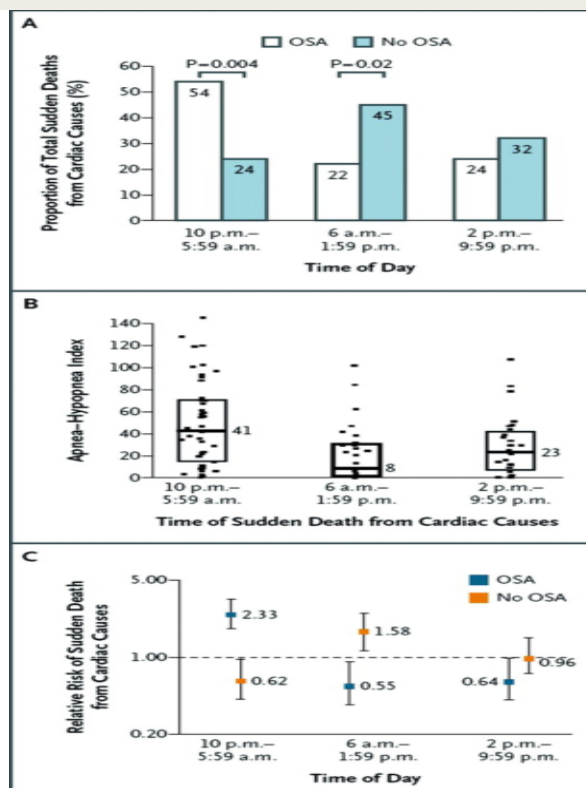 A
OSA No OSA
P=0.004 P=0.02
Proportion of Total Sudden Deaths
from Cardiac Causes (%)
60
50
40
30
20
10
0
54
24
22
45
24
32
10 p.m.–
5:59 a.m.
6 a.m.–
1:59 p.m.
2 p.m.–
9:59 p.m.
Time of Day
B
Apnea–Hypopnea Index
140
120
100
80
60
40
20
0
41
8
23
10 p.m.–
5:59 a.m.
6 a.m.–
1:59 p.m.
2 p.m.–
9:59 p.m.
Time of Sudden Death from Cardiac Causes
C
Relative Risk of Sudden Death
from Cardiac Causes
5.00
1.00
0.20
OSA
No OSA
2.33
0.62
1.58
0.55
0.64
0.96
10 p.m.–
5:59 a.m.
6 a.m.–
1:59 p.m.
2 p.m.–
9:59 p.m.
Time of Day